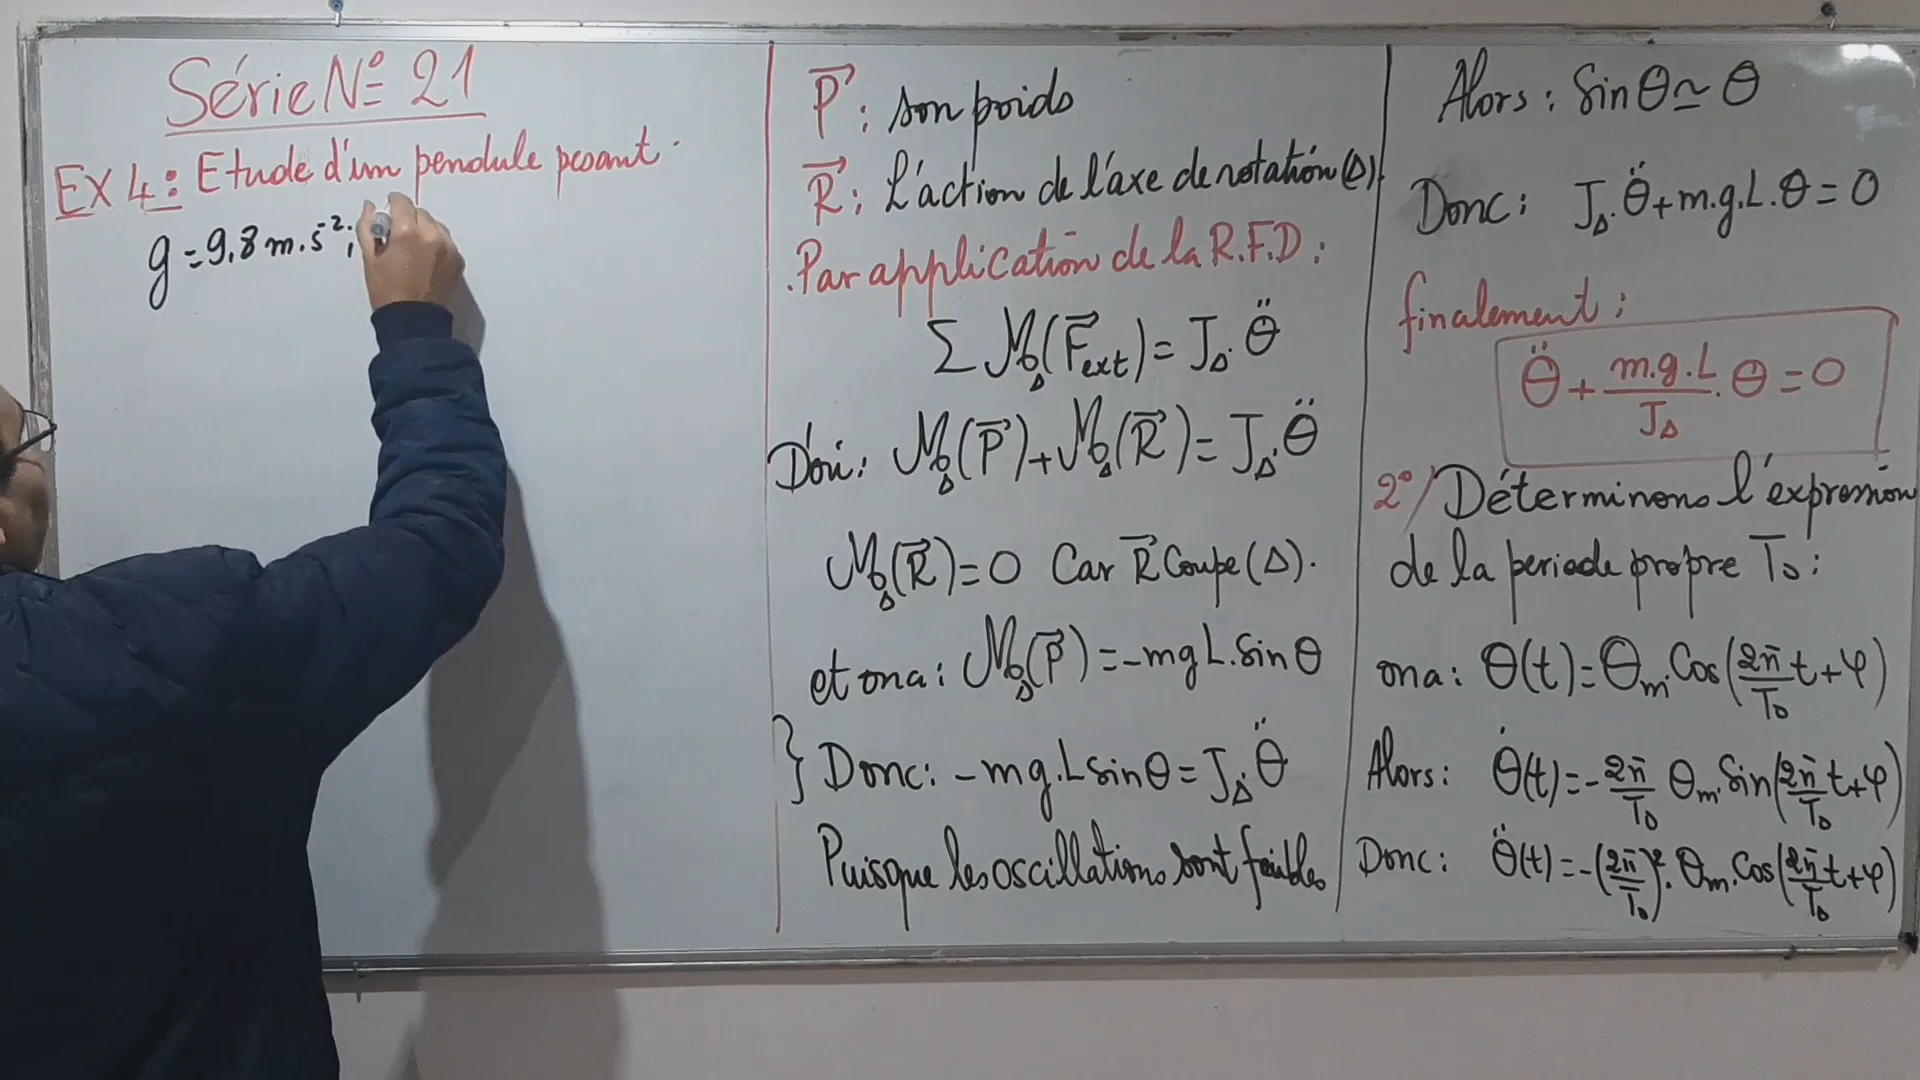 Série N° 21
EX 4 : Etude d'un pendule pesant.
g = 9,8 m.s⁻² ;
P⃗ : son poids
R⃗ : L'action de l'axe de rotation (Δ).
. Par application de la R.F.D :
Σ M_Δ(F⃗ext) = J_Δ . θ̈
D'où : M_Δ(P⃗) + M_Δ(R⃗) = J_Δ . θ̈
M_Δ(R⃗) = 0 Car R⃗ Coupe (Δ).
et on a : M_Δ(P⃗) = -mgL.Sinθ
} Donc : -mg.Lsinθ = J_Δ . θ̈
Puisque les oscillations sont faibles
Alors : Sinθ ≃ θ
Donc : J_Δ . θ̈ + m.g.L.θ = 0
finalement :
θ̈ + m.g.L/J_Δ . θ = 0
2°/ Déterminons l'éxpression
de la periode propre T₀ :
on a : θ(t) = θm.Cos(2π/T₀ t + φ)
Alors : θ̇(t) = -2π/T₀ θm.Sin(2π/T₀ t + φ)
Donc : θ̈(t) = -(2π/T₀)². θm.Cos(2π/T₀ t + φ)